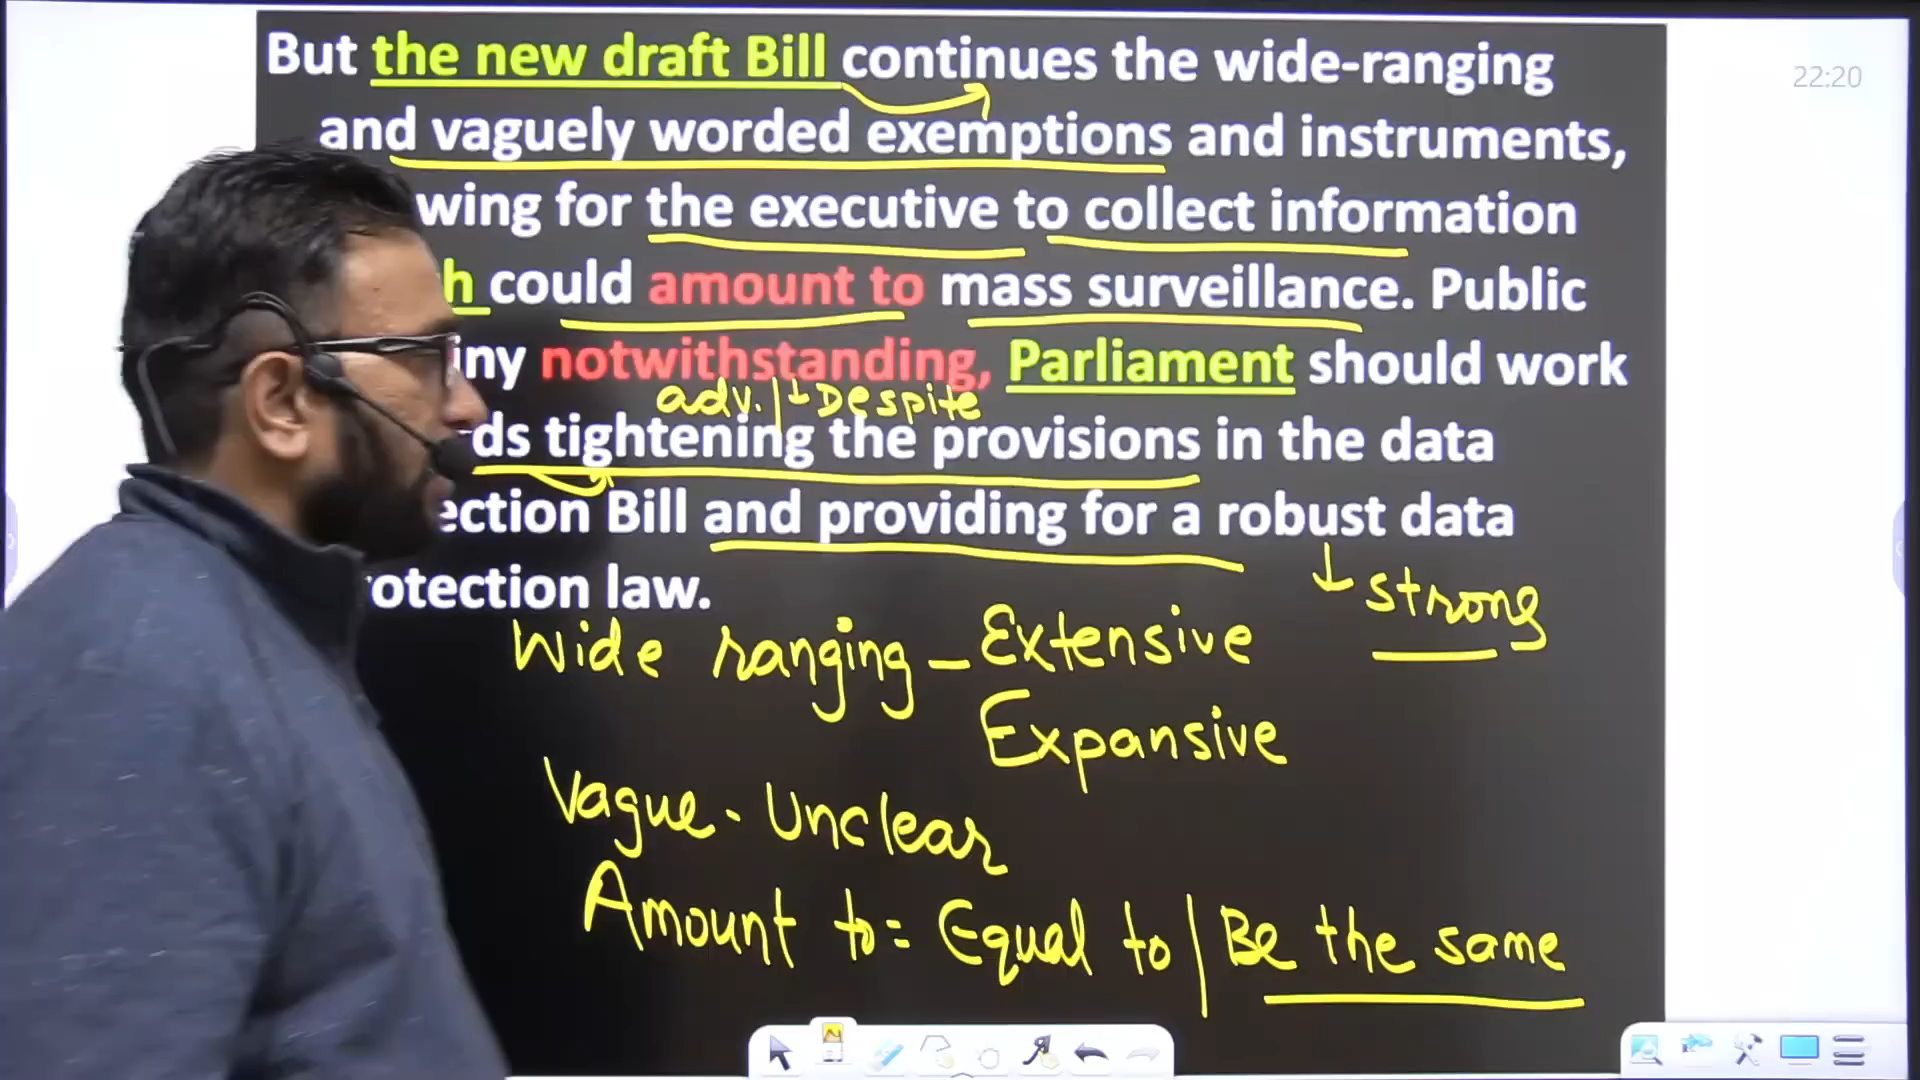 But the new draft Bill continues the wide-ranging
22:20
and vaguely worded exemptions and instruments,
wing for the executive to collect information
h could amount to mass surveillance. Public
iny notwithstanding, Parliament should work
adv. | → Despite
ds tightening the provisions in the data
ection Bill and providing for a robust data
↓ strong
otection law.
Wide ranging - Extensive
Expansive
Vague - Unclear
Amount to = Equal to | Be the same